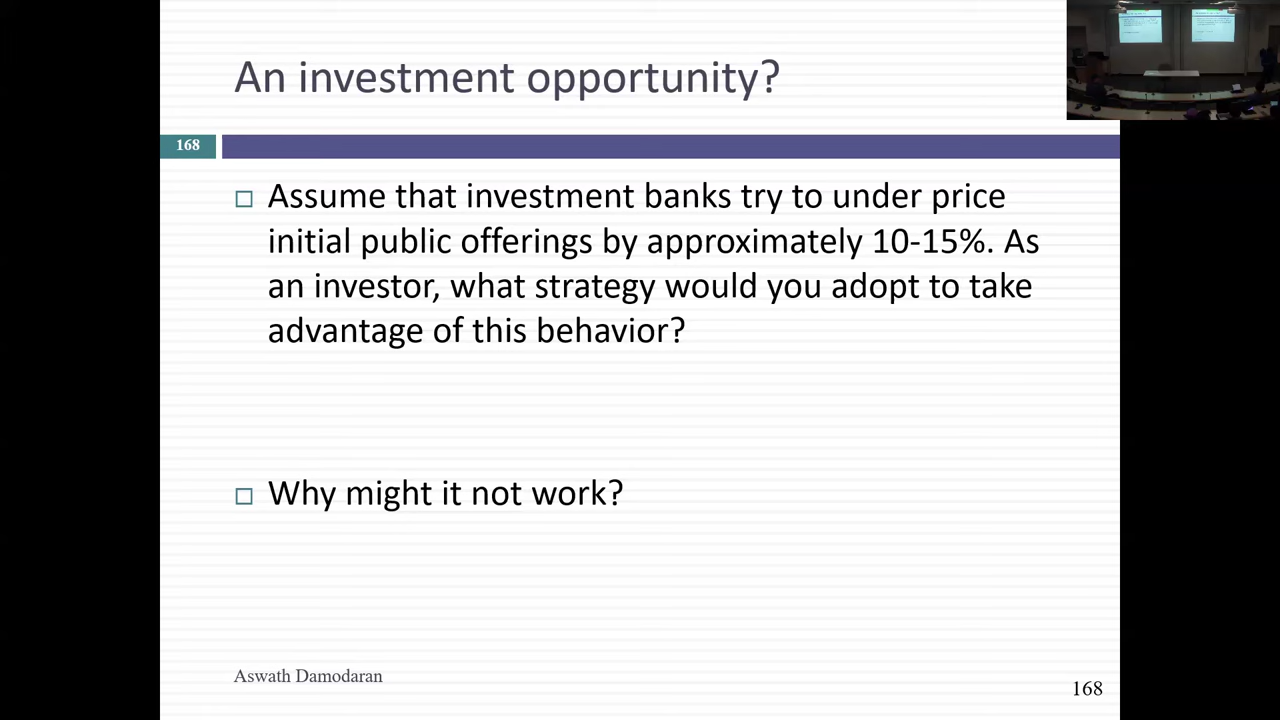 An investment opportunity?
168
Assume that investment banks try to under price
initial public offerings by approximately 10-15%. As
an investor, what strategy would you adopt to take
advantage of this behavior?
Why might it not work?
Aswath Damodaran
168